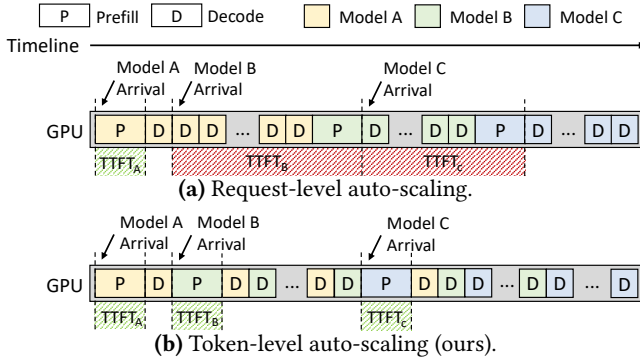 P Prefill D Decode Model A Model B Model C
Timeline
Model A Arrival Model B Arrival Model C Arrival
GPU P D D D ... D D P D ... D D P D ... D D
TTFT_A TTFT_B TTFT_C
(a) Request-level auto-scaling.
Model A Arrival Model B Arrival Model C Arrival
GPU P D P D D ... D D P D D D ... D D ... D
TTFT_A TTFT_B TTFT_C
(b) Token-level auto-scaling (ours).